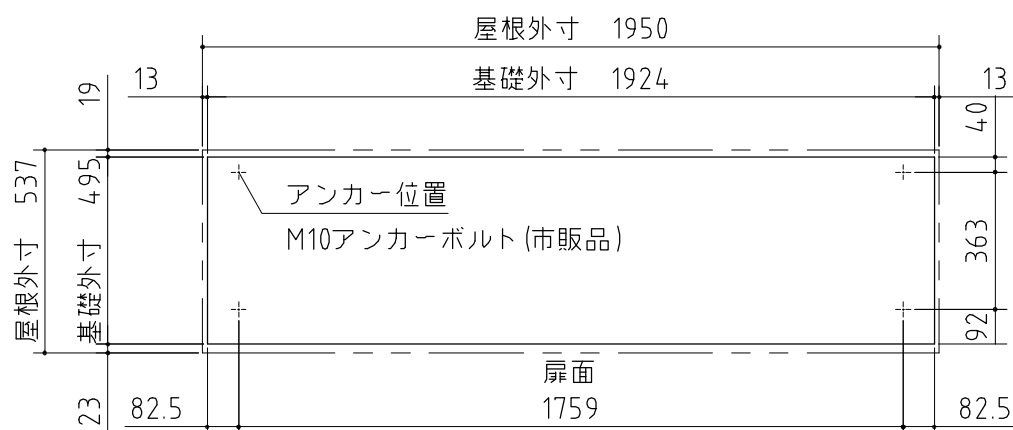 屋根外寸 1950
13
基礎外寸 1924
13
19
40
屋根外寸 537
基礎外寸 495
アンカー位置
M10アンカーボルト(市販品)
363
92
扉面
23
82.5
1759
82.5